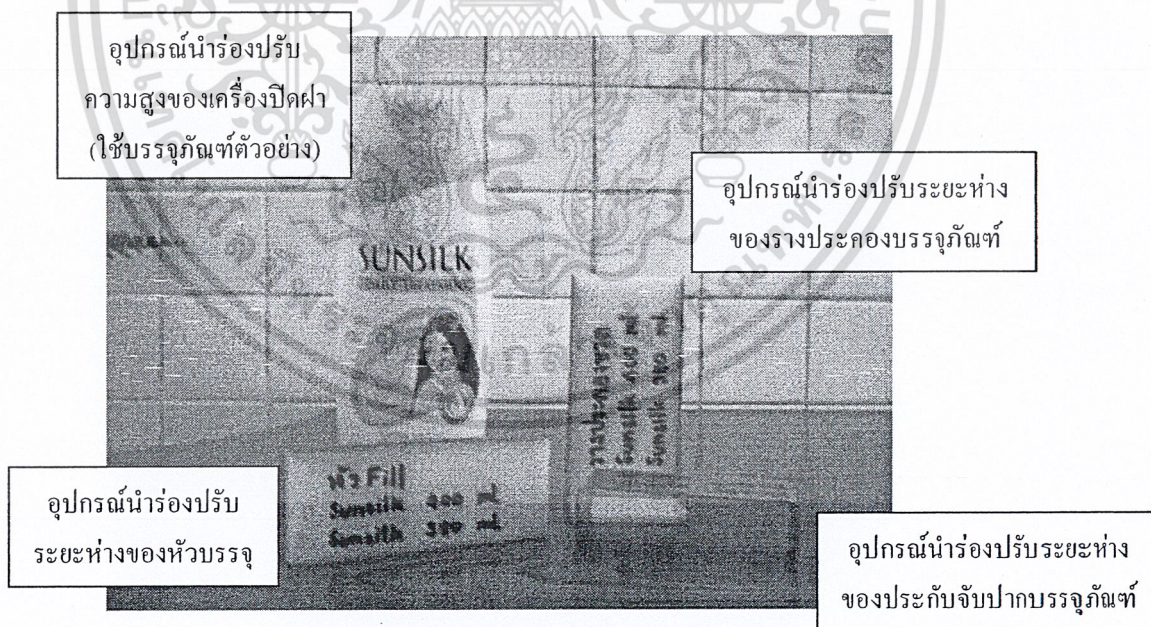 อุปกรณ์นำร่องปรับ
ความสูงของเครื่องปิดฝา
(ใช้บรรจุภัณฑ์ตัวอย่าง)
อุปกรณ์นำร่องปรับระยะห่าง
ของรางประคองบรรจุภัณฑ์
SUNSILK
รางประคองขวด
Sunsilk
Sunsilk 380 ml
หัว Fill
Sunsilk 400 ml
Sunsilk 380 ml
อุปกรณ์นำร่องปรับ
ระยะห่างของหัวบรรจุ
อุปกรณ์นำร่องปรับระยะห่าง
ของประกับจับปากบรรจุภัณฑ์